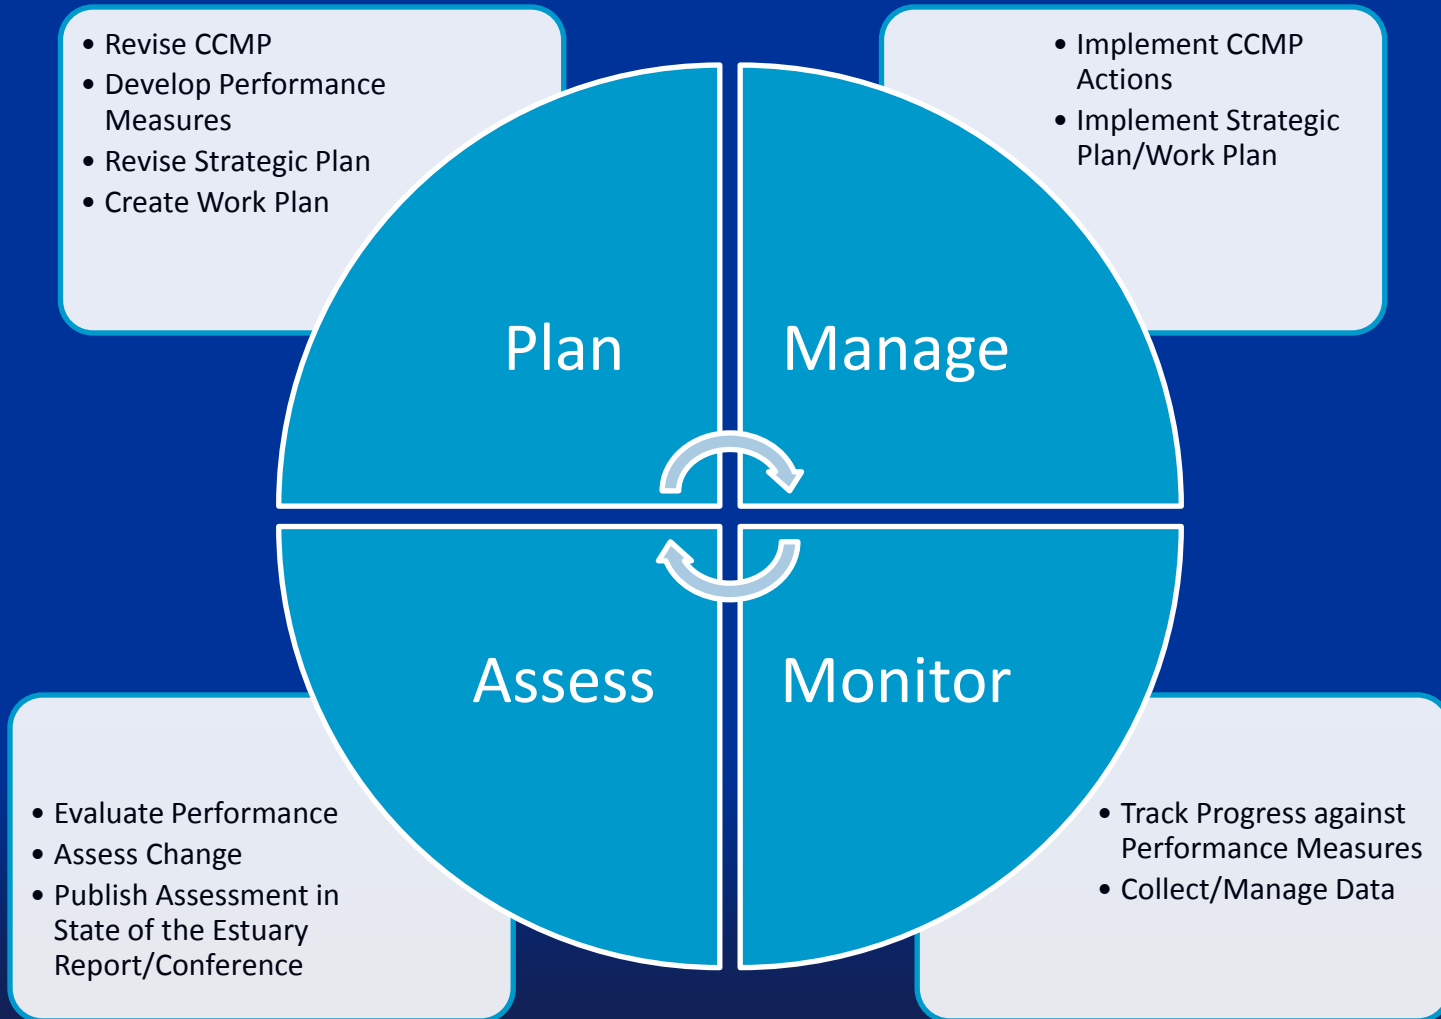 • Revise CCMP
• Develop Performance
Measures
• Revise Strategic Plan
• Create Work Plan
• Implement CCMP
Actions
• Implement Strategic
Plan/Work Plan
Plan
Manage
Assess
Monitor
• Evaluate Performance
• Assess Change
• Publish Assessment in
State of the Estuary
Report/Conference
• Track Progress against
Performance Measures
• Collect/Manage Data